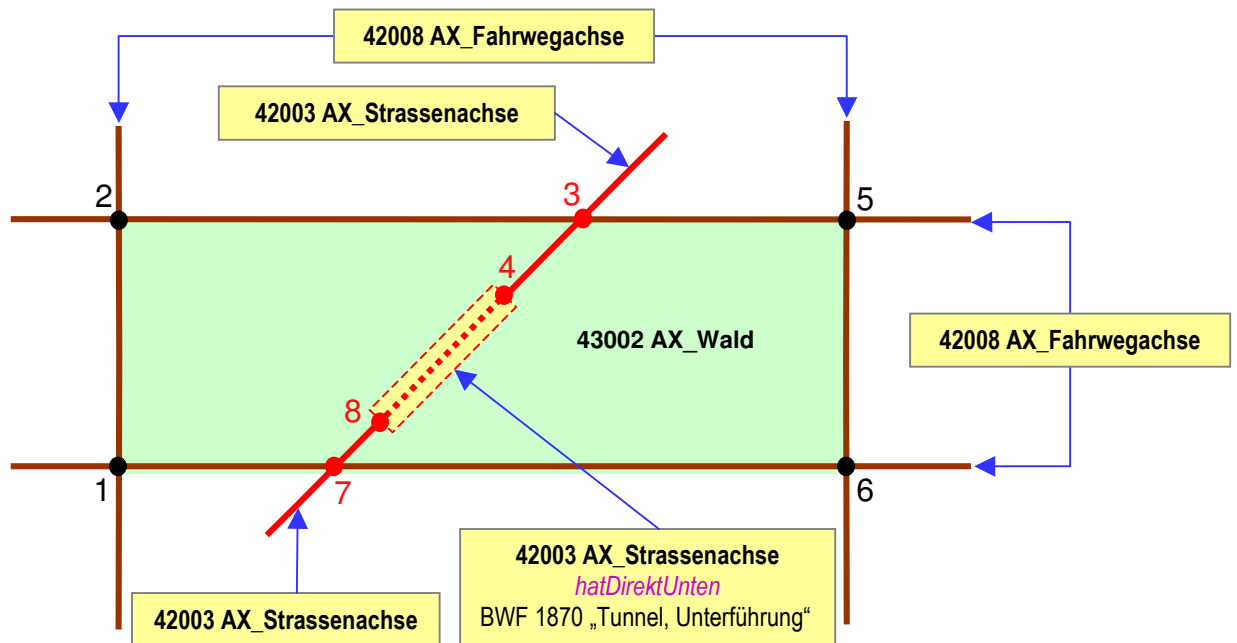 42008 AX_Fahrwegachse
42003 AX_Strassenachse
2
3
5
4
43002 AX_Wald
42008 AX_Fahrwegachse
8
1
7
6
42003 AX_Strassenachse
hatDirektUnten
BWF 1870 „Tunnel, Unterführung“
42003 AX_Strassenachse